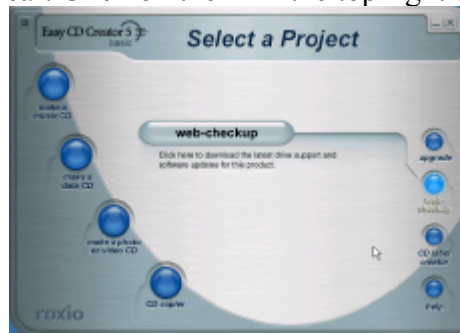 Easy CD Creator 5
basic
Select a Project
make a
music CD
web-checkup
Click here to download the latest drive support and
software updates for this product.
upgrade
make a
data CD
web-
checkup
make a photo
or video CD
CD label
creator
CD copier
help
roxio